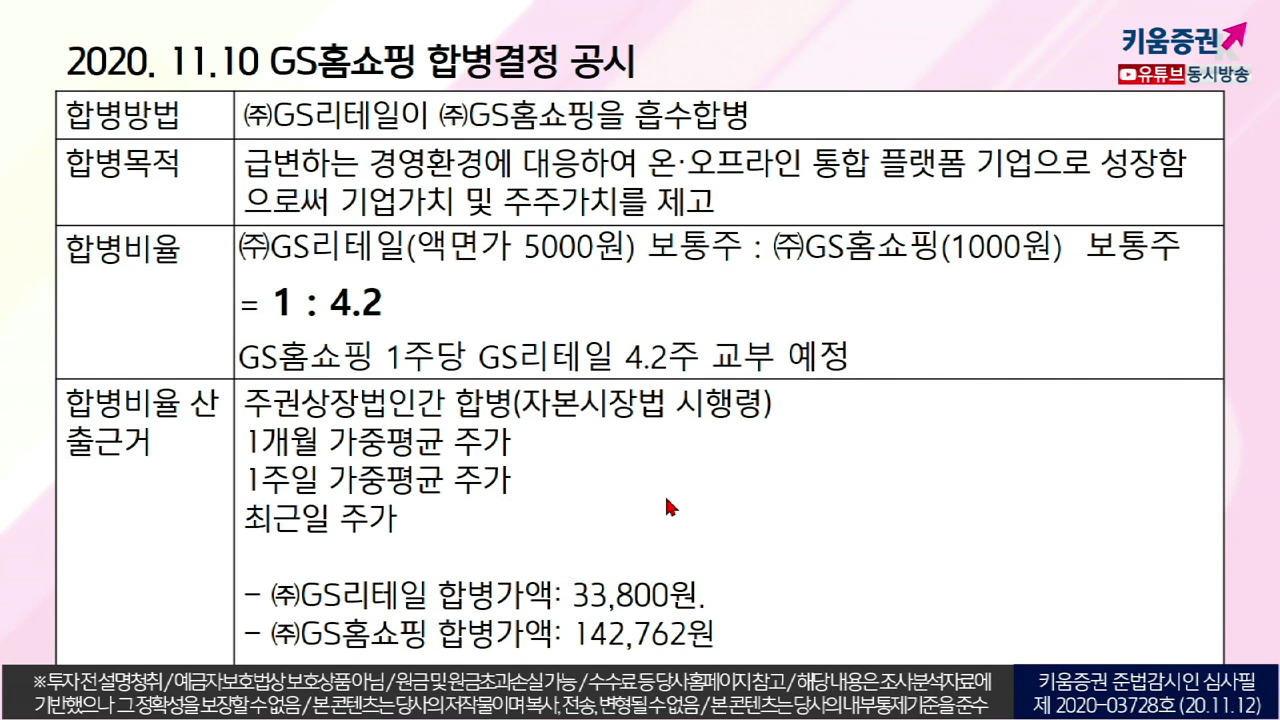 키움증권
유튜브동시방송
2020. 11.10 GS홈쇼핑 합병결정 공시
합병방법
㈜GS리테일이 ㈜GS홈쇼핑을 흡수합병
합병목적
급변하는 경영환경에 대응하여 온·오프라인 통합 플랫폼 기업으로 성장함
으로써 기업가치 및 주주가치를 제고
합병비율
㈜GS리테일(액면가 5000원) 보통주 : ㈜GS홈쇼핑(1000원) 보통주
= 1 : 4.2
GS홈쇼핑 1주당 GS리테일 4.2주 교부 예정
합병비율 산
출근거
주권상장법인간 합병(자본시장법 시행령)
1개월 가중평균 주가
1주일 가중평균 주가
최근일 주가
- ㈜GS리테일 합병가액: 33,800원.
- ㈜GS홈쇼핑 합병가액: 142,762원
※투자 전 설명청취 / 예금자보호법상 보호상품 아님 / 원금 및 원금초과손실 가능 / 수수료 등 당사 홈페이지 참고 / 해당 내용은 조사분석자료에
기반했으나 그 정확성을 보장할 수 없음 / 본 콘텐츠는 당사의 저작물이며 복사, 전송, 변형될 수 없음 / 본 콘텐츠는 당사의 내부통제기준을 준수
키움증권 준법감시인 심사필
제 2020-03728호 (20.11.12)